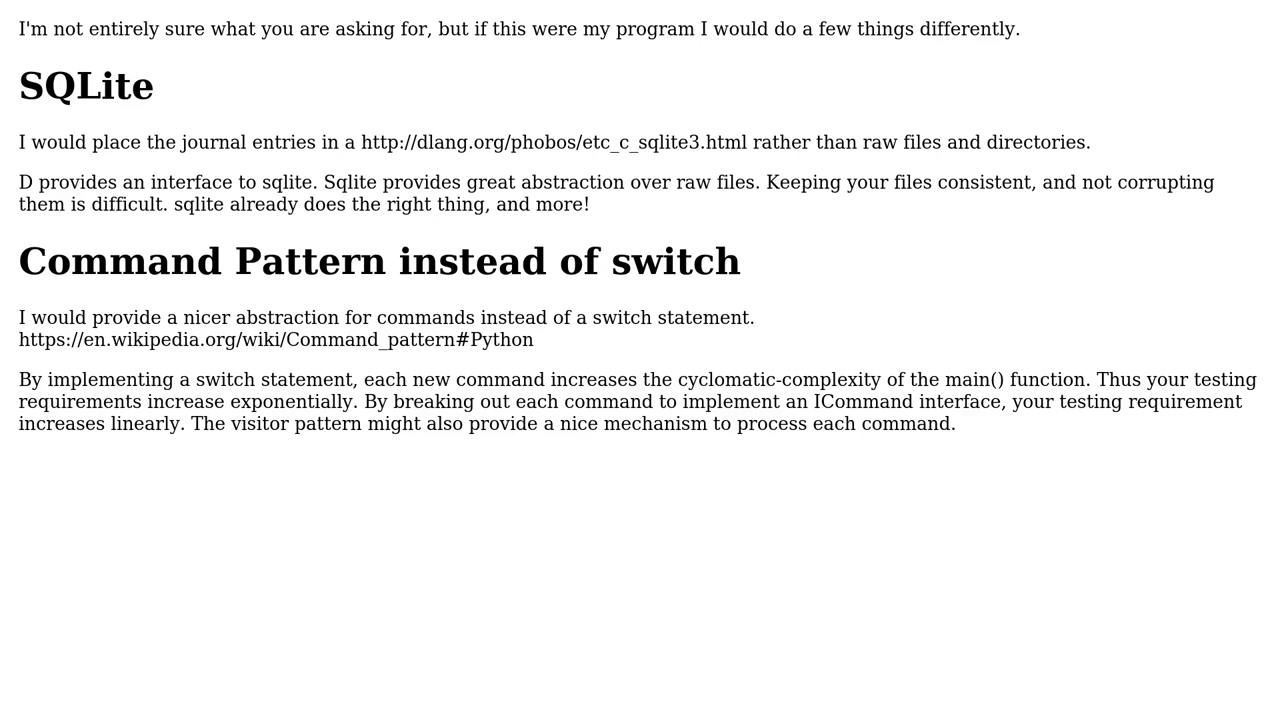 I'm not entirely sure what you are asking for, but if this were my program I would do a few things differently.
SQLite
I would place the journal entries in a http://dlang.org/phobos/etc_c_sqlite3.html rather than raw files and directories.
D provides an interface to sqlite. Sqlite provides great abstraction over raw files. Keeping your files consistent, and not corrupting
them is difficult. sqlite already does the right thing, and more!
Command Pattern instead of switch
I would provide a nicer abstraction for commands instead of a switch statement.
https://en.wikipedia.org/wiki/Command_pattern#Python
By implementing a switch statement, each new command increases the cyclomatic-complexity of the main() function. Thus your testing
requirements increase exponentially. By breaking out each command to implement an ICommand interface, your testing requirement
increases linearly. The visitor pattern might also provide a nice mechanism to process each command.